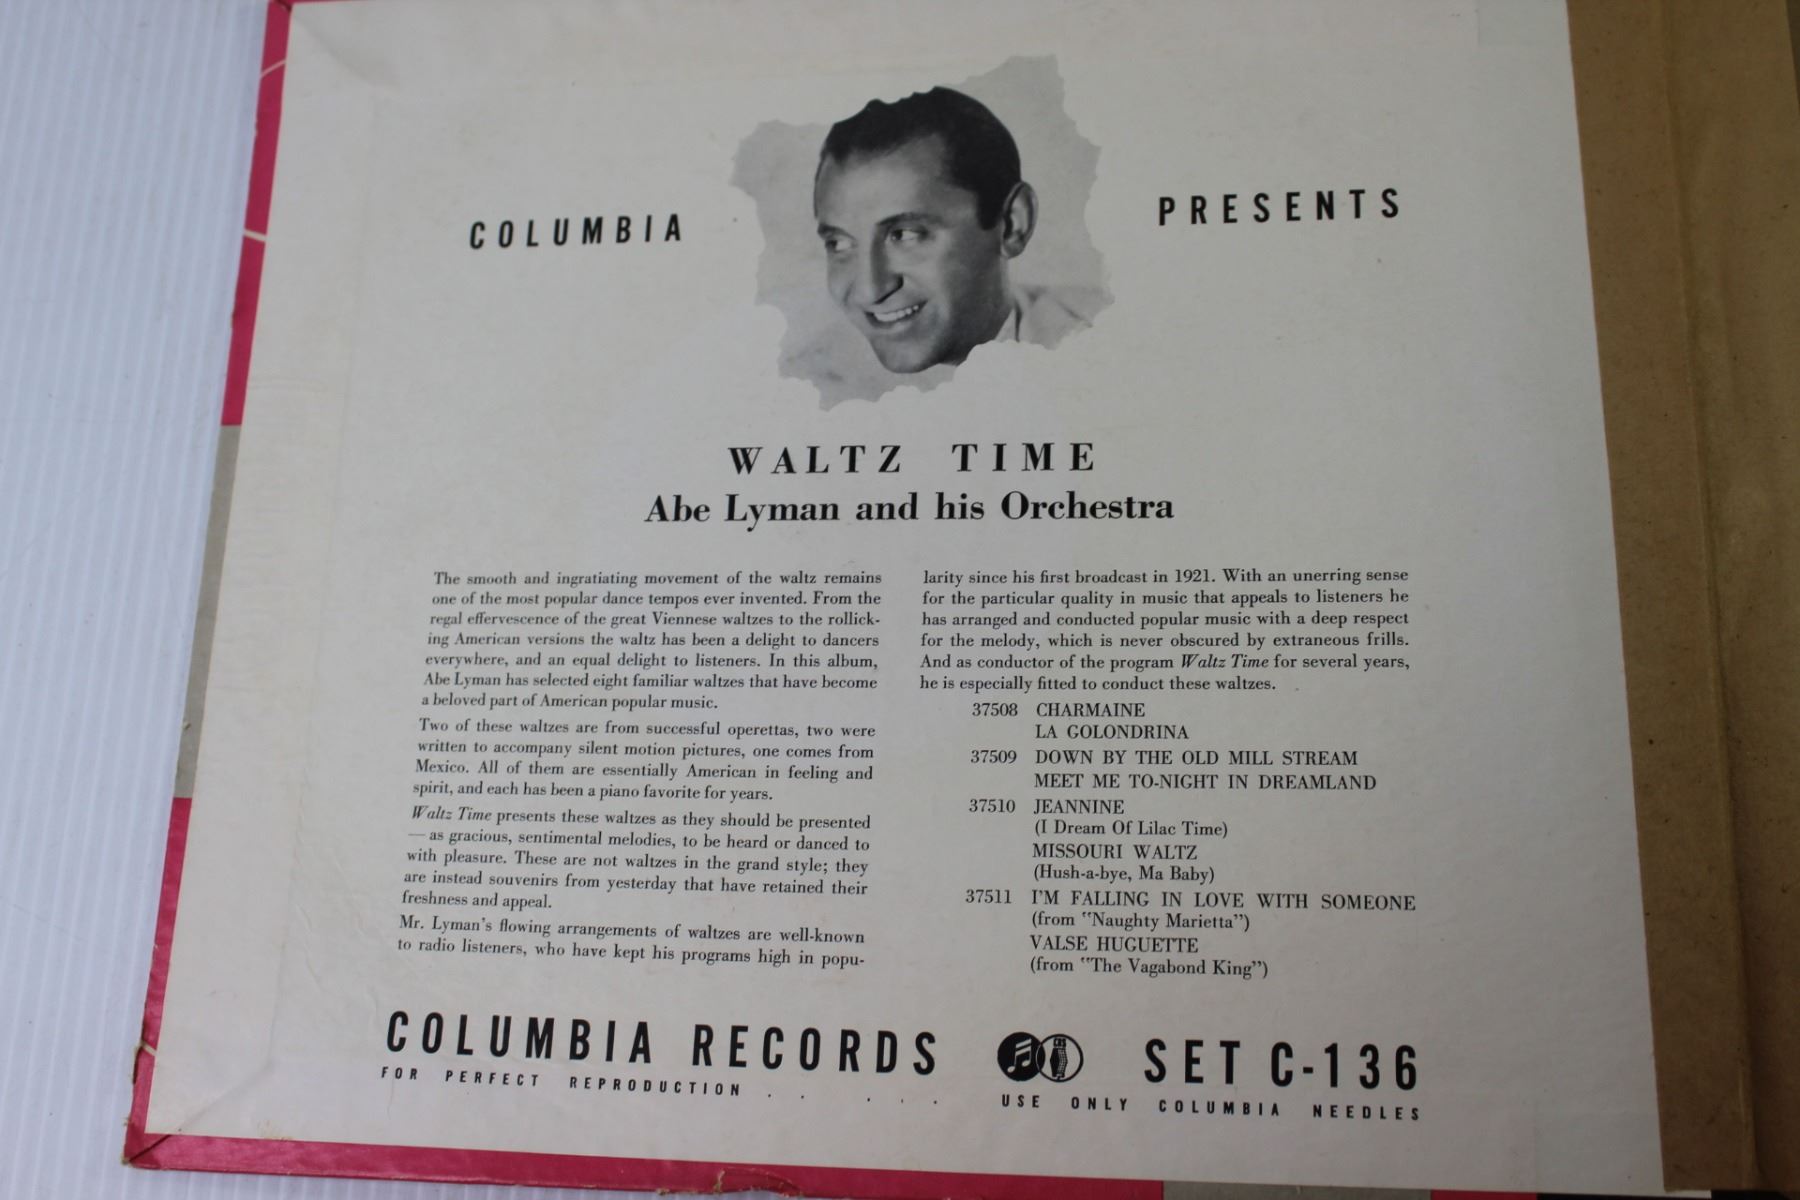 COLUMBIA PRESENTS
WALTZ TIME
Abe Lyman and his Orchestra
The smooth and ingratiating movement of the waltz remains
one of the most popular dance tempos ever invented. From the
regal effervescence of the great Viennese waltzes to the rollick-
ing American versions the waltz has been a delight to dancers
everywhere, and an equal delight to listeners. In this album,
Abe Lyman has selected eight familiar waltzes that have become
a beloved part of American popular music.
Two of these waltzes are from successful operettas, two were
written to accompany silent motion pictures, one comes from
Mexico. All of them are essentially American in feeling and
spirit, and each has been a piano favorite for years.
Waltz Time presents these waltzes as they should be presented
— as gracious, sentimental melodies, to be heard or danced to
with pleasure. These are not waltzes in the grand style; they
are instead souvenirs from yesterday that have retained their
freshness and appeal.
Mr. Lyman's flowing arrangements of waltzes are well-known
to radio listeners, who have kept his programs high in popu-
larity since his first broadcast in 1921. With an unerring sense
for the particular quality in music that appeals to listeners he
has arranged and conducted popular music with a deep respect
for the melody, which is never obscured by extraneous frills.
And as conductor of the program Waltz Time for several years,
he is especially fitted to conduct these waltzes.
37508 CHARMAINE
LA GOLONDRINA
37509 DOWN BY THE OLD MILL STREAM
MEET ME TO-NIGHT IN DREAMLAND
37510 JEANNINE
(I Dream Of Lilac Time)
MISSOURI WALTZ
(Hush-a-bye, Ma Baby)
37511 I'M FALLING IN LOVE WITH SOMEONE
(from "Naughty Marietta")
VALSE HUGUETTE
(from "The Vagabond King")
COLUMBIA RECORDS CBS SET C-136
FOR PERFECT REPRODUCTION . . . . . USE ONLY COLUMBIA NEEDLES